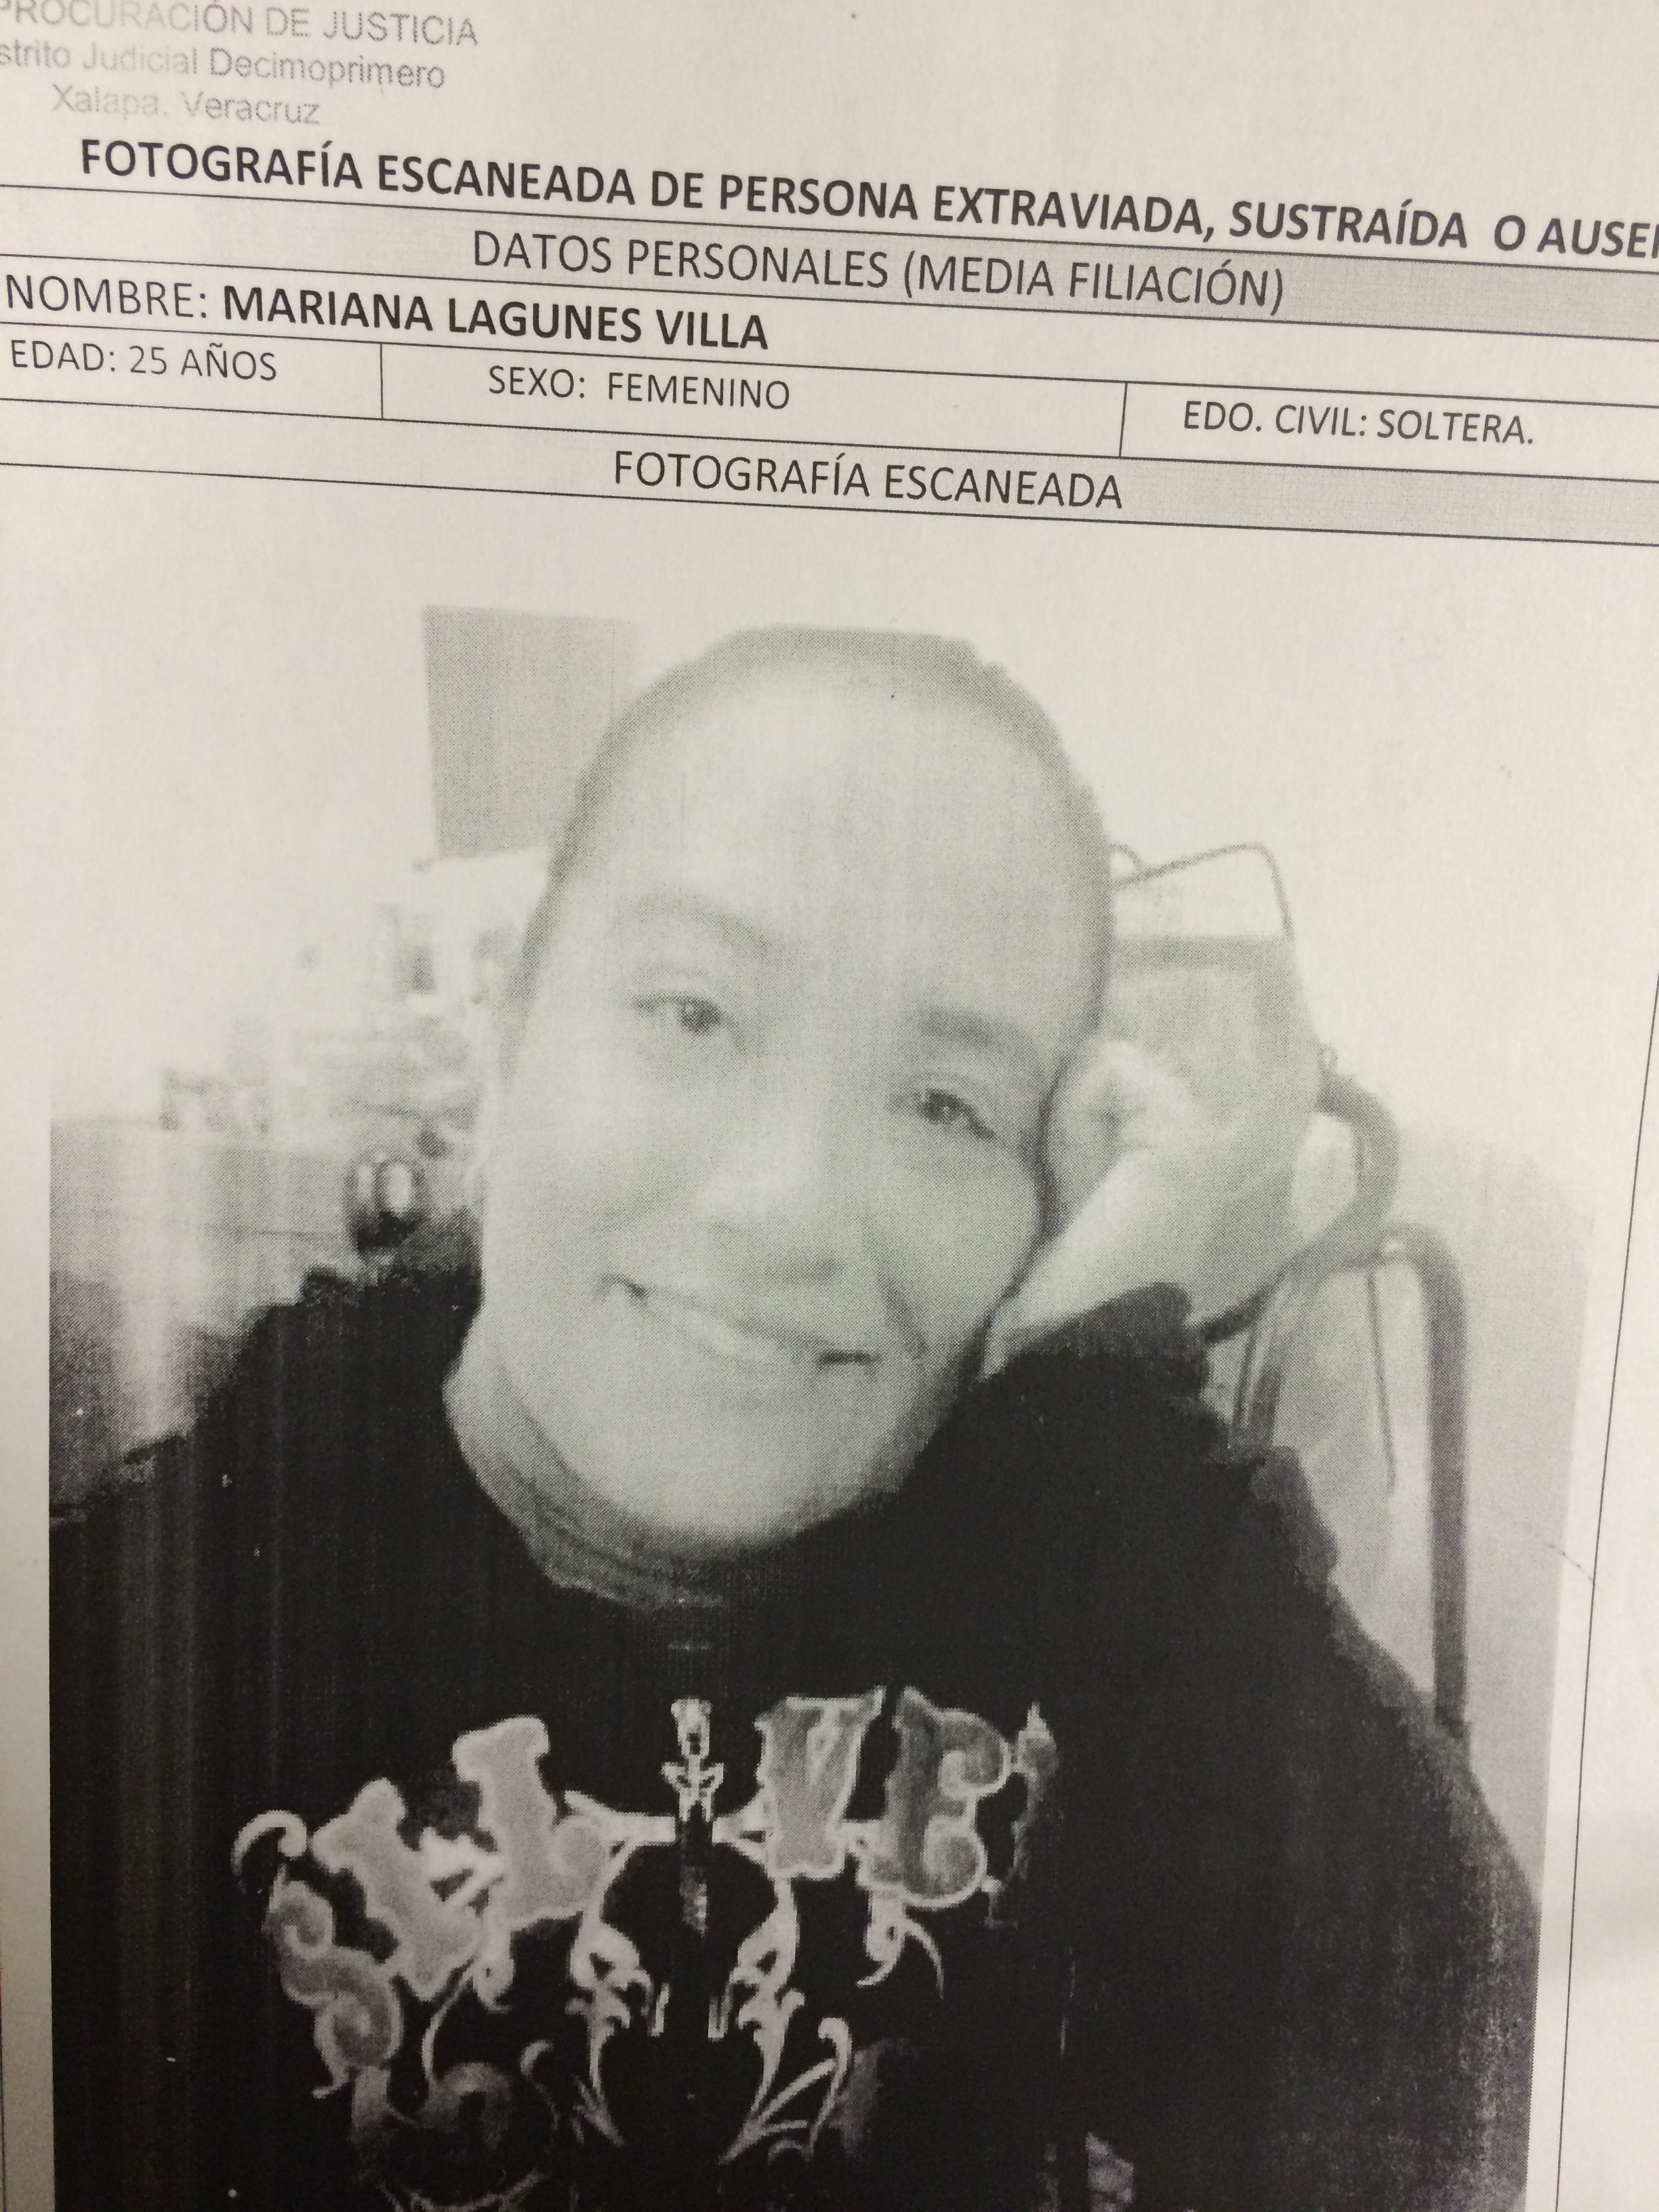 PROCURACIÓN DE JUSTICIA
strito Judicial Decimoprimero
Xalapa, Veracruz
FOTOGRAFÍA ESCANEADA DE PERSONA EXTRAVIADA, SUSTRAÍDA O AUSE
DATOS PERSONALES (MEDIA FILIACIÓN)
NOMBRE: MARIANA LAGUNES VILLA
EDAD: 25 AÑOS SEXO: FEMENINO EDO. CIVIL: SOLTERA.
FOTOGRAFÍA ESCANEADA